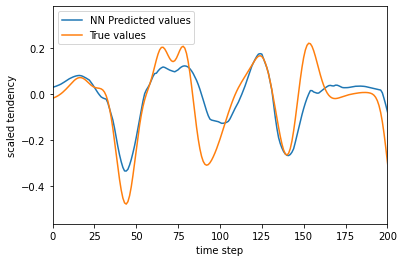 NN Predicted values
True values
0.2
0.0
−0.2
−0.4
scaled tendency
0 25 50 75 100 125 150 175 200
time step